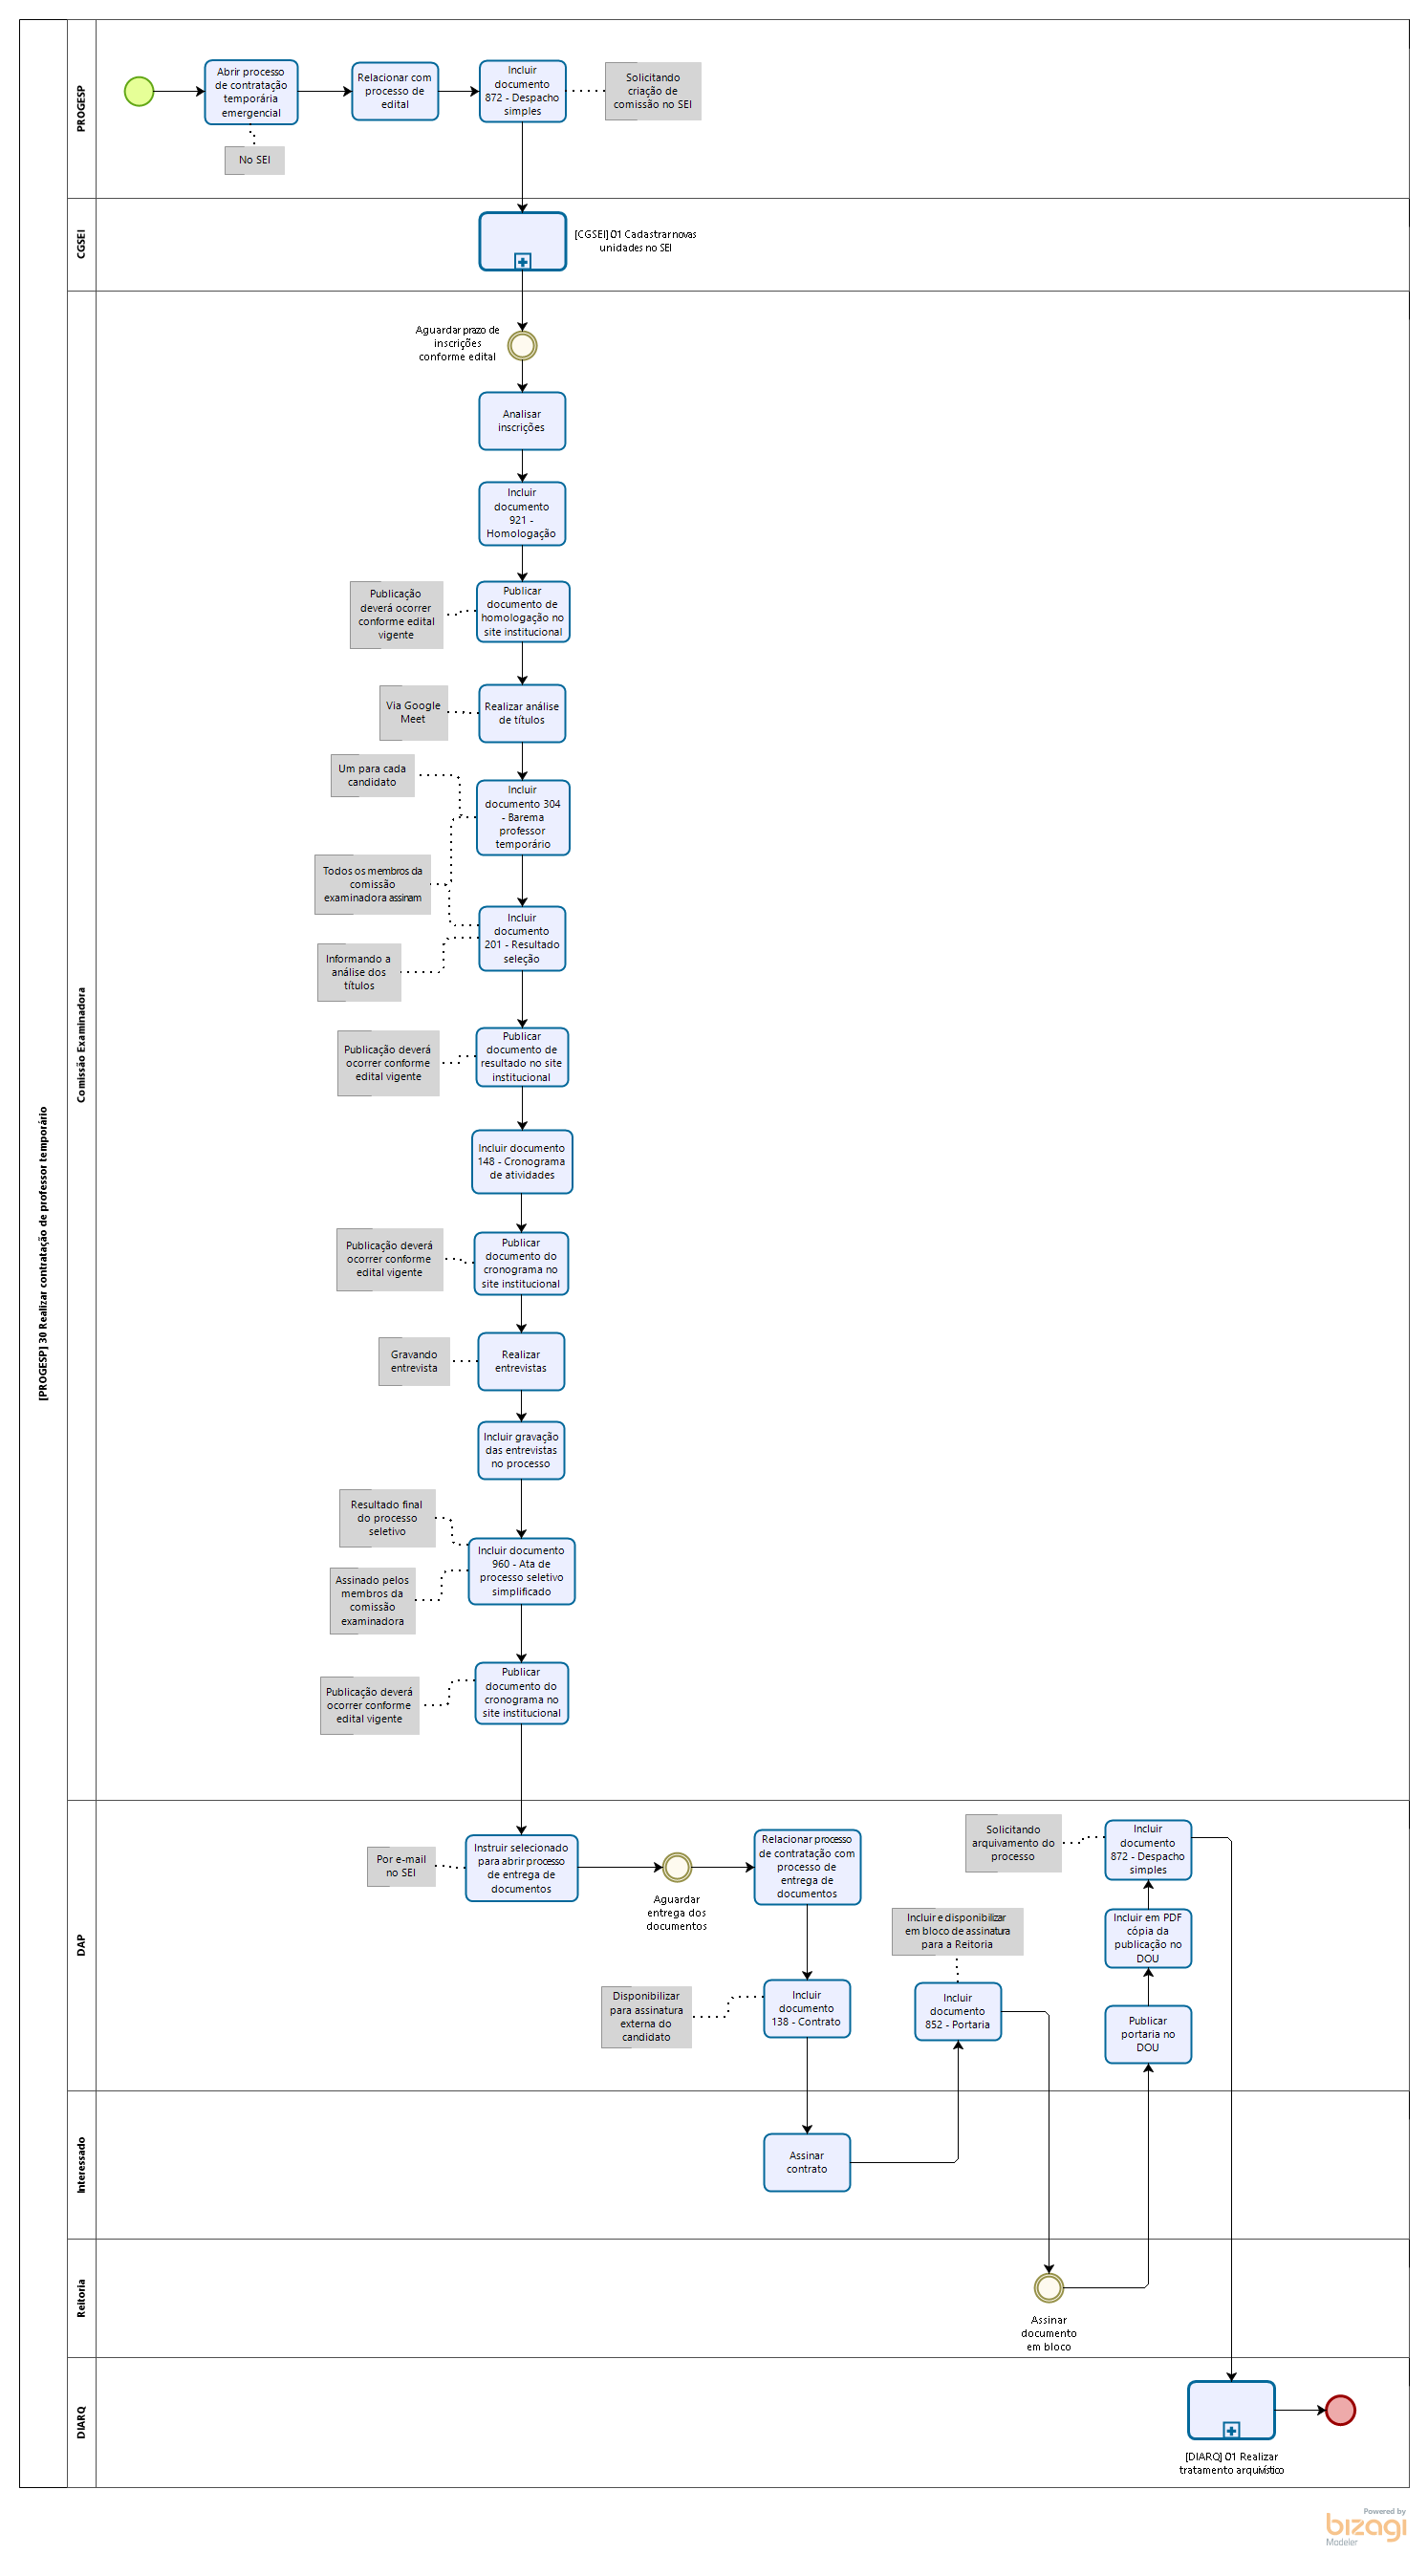 [PROGESP] 30 Realizar contratação de professor temporário
PROGESP
Abrir processo
de contratação
temporária
emergencial
No SEI
Relacionar com
processo de
edital
Incluir
documento
872 - Despacho
simples
Solicitando
criação de
comissão no SEI
CGSEI
[CGSEI] 01 Cadastrar novas
unidades no SEI
Comissão Examinadora
Aguardar prazo de
inscrições
conforme edital
Analisar
inscrições
Incluir
documento
921 -
Homologação
Publicação
deverá ocorrer
conforme edital
vigente
Publicar
documento de
homologação no
site institucional
Via Google
Meet
Realizar análise
de títulos
Um para cada
candidato
Incluir
documento 304
- Barema
professor
temporário
Todos os membros da
comissão
examinadora assinam
Incluir
documento
201 - Resultado
seleção
Informando a
análise dos
títulos
Publicação deverá
ocorrer conforme
edital vigente
Publicar
documento de
resultado no site
institucional
Incluir documento
148 - Cronograma
de atividades
Publicação deverá
ocorrer conforme
edital vigente
Publicar
documento do
cronograma no
site institucional
Gravando
entrevista
Realizar
entrevistas
Incluir gravação
das entrevistas
no processo
Resultado final
do processo
seletivo
Incluir documento
960 - Ata de
processo seletivo
simplificado
Assinado pelos
membros da
comissão
examinadora
Publicação deverá
ocorrer conforme
edital vigente
Publicar
documento do
cronograma no
site institucional
DAP
Por e-mail
no SEI
Instruir selecionado
para abrir processo
de entrega de
documentos
Aguardar
entrega dos
documentos
Relacionar processo
de contratação com
processo de
entrega de
documentos
Disponibilizar
para assinatura
externa do
candidato
Incluir
documento
138 - Contrato
Incluir e disponibilizar
em bloco de assinatura
para a Reitoria
Incluir
documento
852 - Portaria
Solicitando
arquivamento do
processo
Incluir
documento
872 - Despacho
simples
Incluir em PDF
cópia da
publicação no
DOU
Publicar
portaria no
DOU
Interessado
Assinar
contrato
Reitoria
Assinar
documento
em bloco
DIARQ
[DIARQ] 01 Realizar
tratamento arquivístico
Powered by
bizagi
Modeler